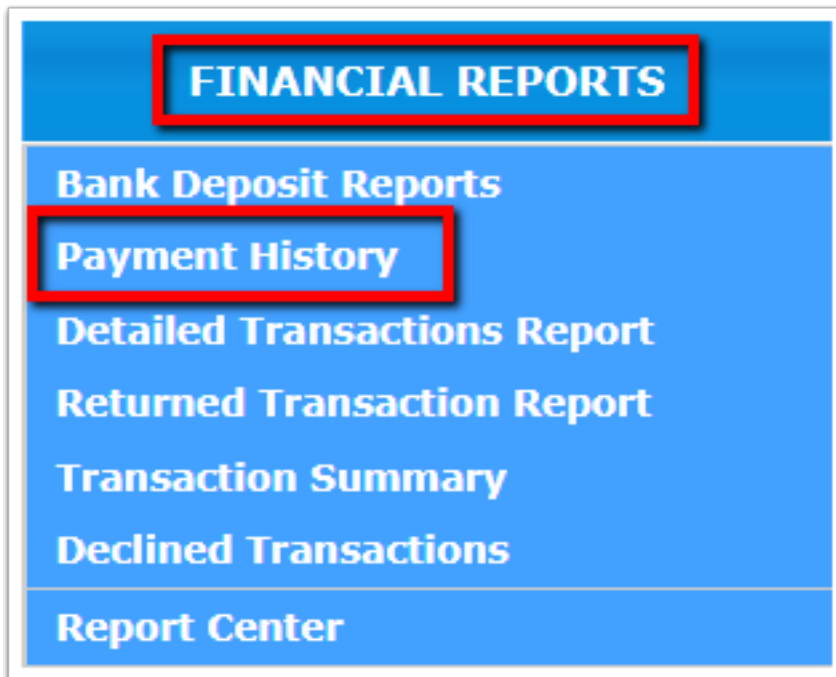 FINANCIAL REPORTS
Bank Deposit Reports
Payment History
Detailed Transactions Report
Returned Transaction Report
Transaction Summary
Declined Transactions
Report Center